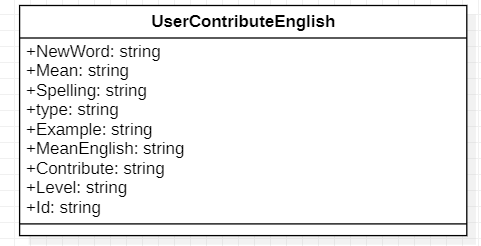 UserContributeEnglish
+NewWord: string
+Mean: string
+Spelling: string
+type: string
+Example: string
+MeanEnglish: string
+Contribute: string
+Level: string
+Id: string